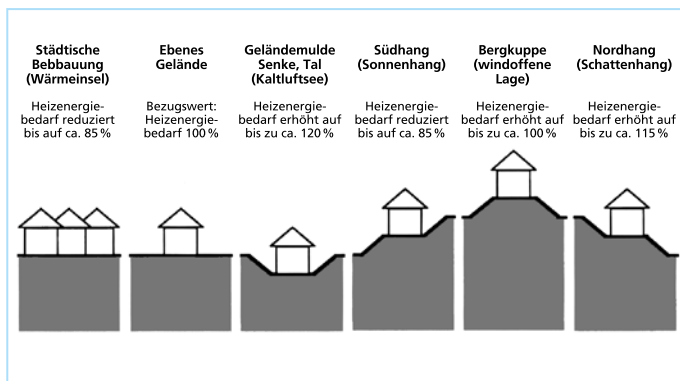 Städtische
Bebbauung
(Wärmeinsel)
Heizenergie-
bedarf reduziert
bis auf ca. 85 %
Ebenes
Gelände
Bezugswert:
Heizenergie-
bedarf 100 %
Geländemulde
Senke, Tal
(Kaltluftsee)
Heizenergie-
bedarf erhöht auf
bis zu ca. 120 %
Südhang
(Sonnenhang)
Heizenergie-
bedarf reduziert
bis auf ca. 85 %
Bergkuppe
(windoffene
Lage)
Heizenergie-
bedarf erhöht auf
bis zu ca. 100 %
Nordhang
(Schattenhang)
Heizenergie-
bedarf erhöht auf
bis zu ca. 115 %